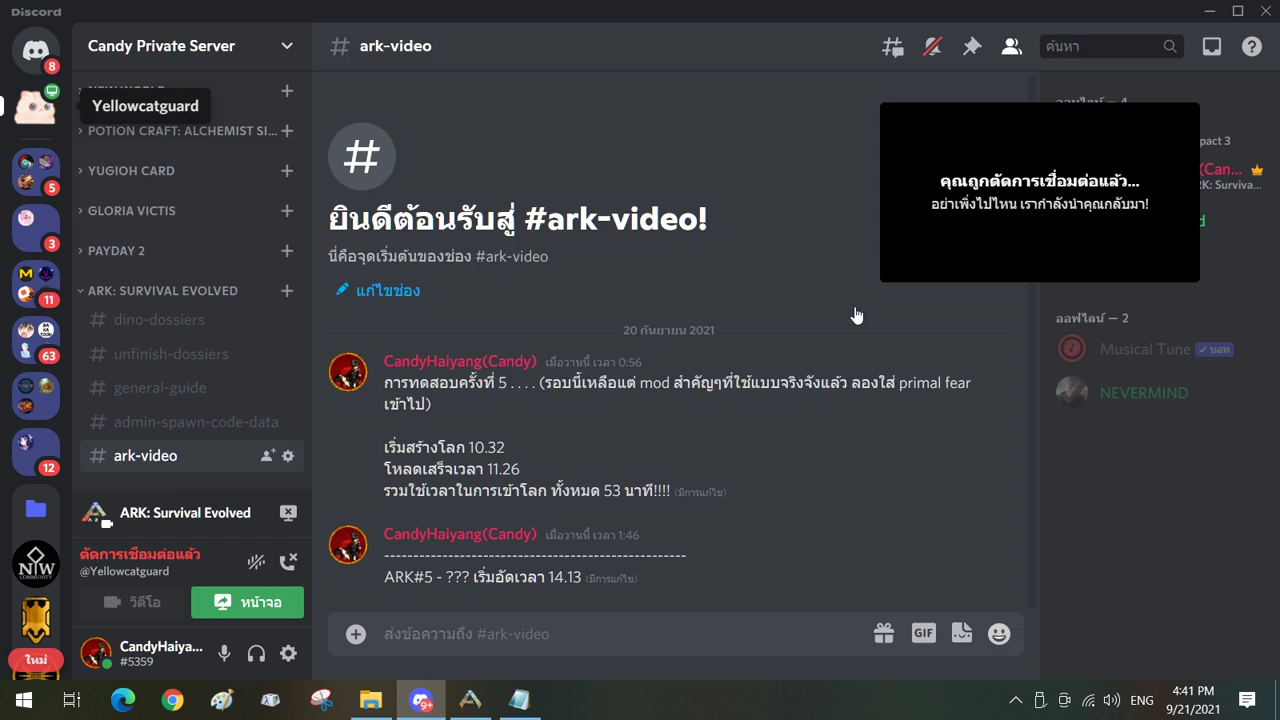 Discord
Candy Private Server
ark-video
ค้นหา
8
Yellowcatguard
POTION CRAFT: ALCHEMIST SI...
YUGIOH CARD
GLORIA VICTIS
PAYDAY 2
ARK: SURVIVAL EVOLVED
dino-dossiers
unfinish-dossiers
general-guide
admin-spawn-code-data
ark-video
5
3
11
63
12
ใหม่
ARK: Survival Evolved
ตัดการเชื่อมต่อแล้ว
@Yellowcatguard
วิดีโอ
หน้าจอ
CandyHaiya...
#5359
ยินดีต้อนรับสู่ #ark-video!
นี่คือจุดเริ่มต้นของช่อง #ark-video
แก้ไขช่อง
20 กันยายน 2021
CandyHaiyang(Candy) เมื่อวานนี้ เวลา 0:56
การทดสอบครั้งที่ 5 . . . . (รอบนี้เหลือแต่ mod สำคัญๆที่ใช้แบบจริงจังแล้ว ลองใส่ primal fear
เข้าไป)
เริ่มสร้างโลก 10.32
โหลดเสร็จเวลา 11.26
รวมใช้เวลาในการเข้าโลก ทั้งหมด 53 นาที!!!! (มีการแก้ไข)
CandyHaiyang(Candy) เมื่อวานนี้ เวลา 1:46
----------------------------------------------------
ARK#5 - ??? เริ่มอัดเวลา 14.13 (มีการแก้ไข)
ส่งข้อความถึง #ark-video
GIF
คุณถูกตัดการเชื่อมต่อแล้ว...
อย่าเพิ่งไปไหน เรากำลังนำคุณกลับมา!
pact 3
(Can...
RK: Surviva...
d
ออฟไลน์ — 2
Musical Tune บอท
NEVERMIND
9+
ENG
4:41 PM
9/21/2021